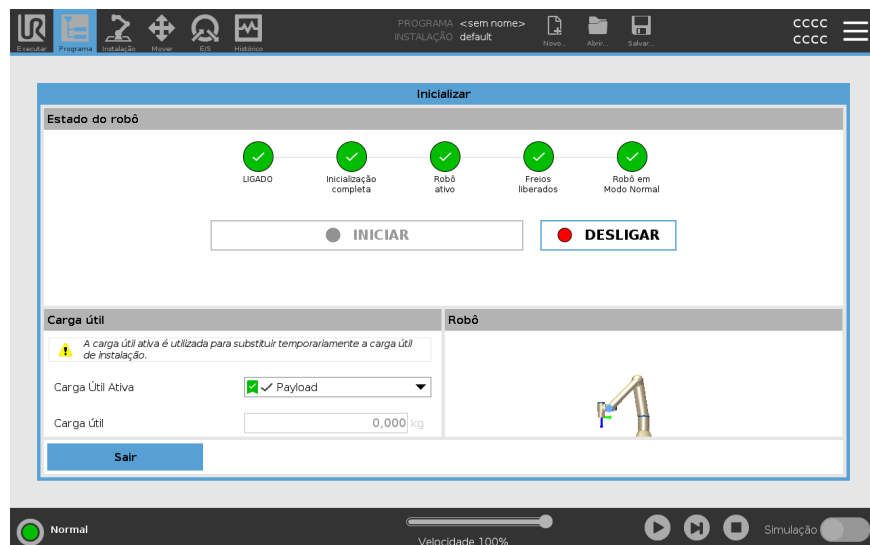 UR
PROGRAMA <sem nome>
INSTALAÇÃO default
cccc
cccc
Executar Programa Instalação Mover E/S Histórico Novo... Abrir... Salvar...
Inicializar
Estado do robô
LIGADO
Inicialização
completa
Robô
ativo
Freios
liberados
Robô em
Modo Normal
INICIAR
DESLIGAR
Carga útil
A carga útil ativa é utilizada para substituir temporariamente a carga útil
de instalação.
Carga Útil Ativa
Payload
Carga útil
0,000 kg
Robô
Sair
Normal
Velocidade 100%
Simulação